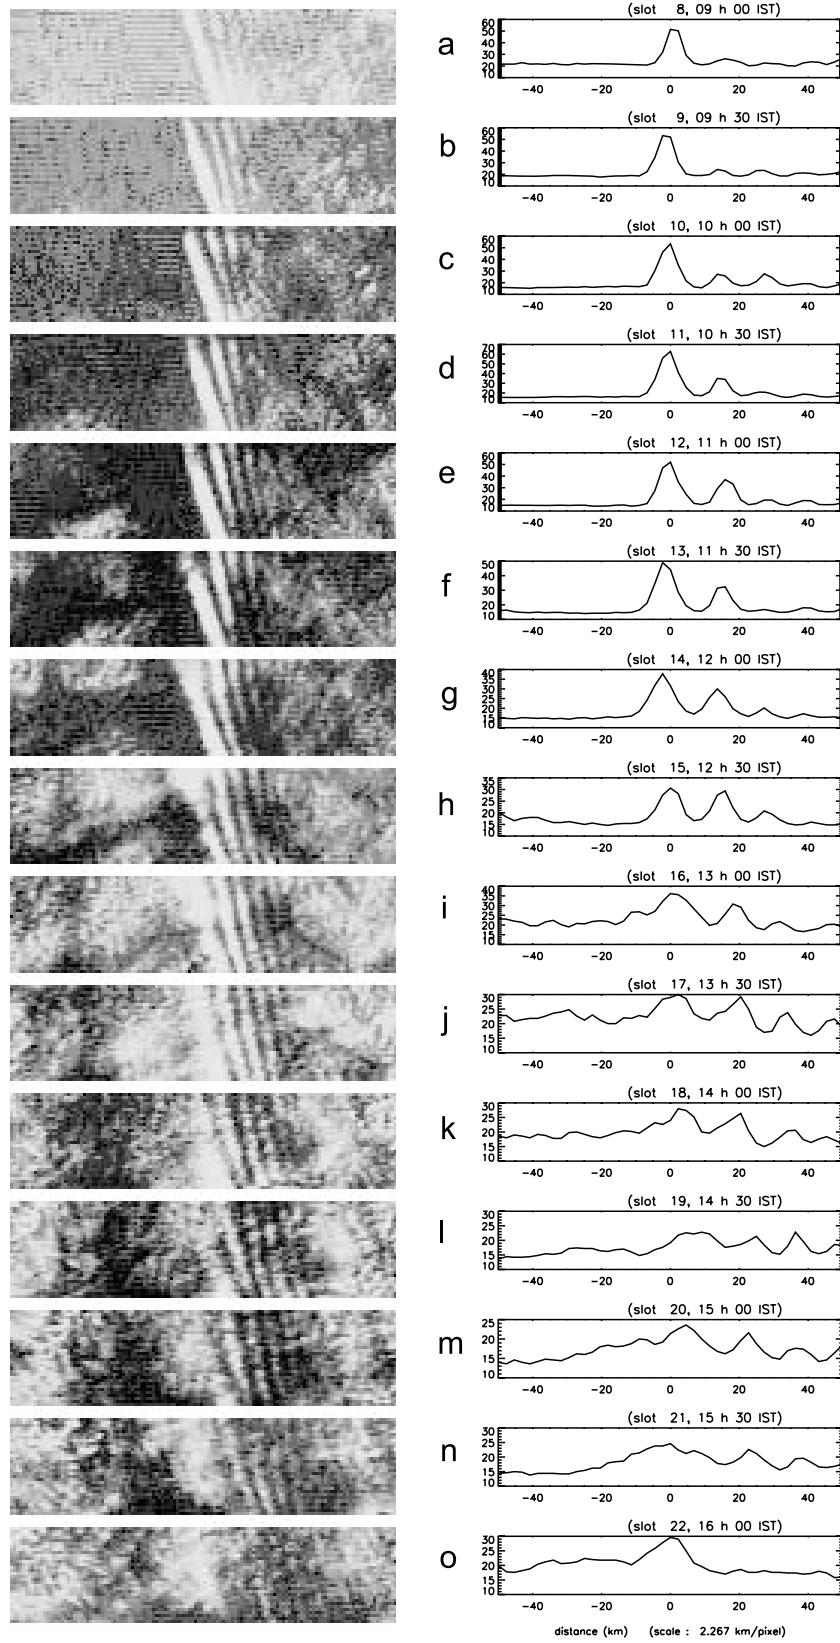 (slot 8, 09 h 00 IST)
a
60
50
40
30
20
10
-40 -20 0 20 40
(slot 9, 09 h 30 IST)
b
60
50
40
30
20
10
-40 -20 0 20 40
(slot 10, 10 h 00 IST)
c
60
50
40
30
20
10
-40 -20 0 20 40
(slot 11, 10 h 30 IST)
d
70
60
50
40
30
20
10
-40 -20 0 20 40
(slot 12, 11 h 00 IST)
e
60
50
40
30
20
10
-40 -20 0 20 40
(slot 13, 11 h 30 IST)
f
50
40
30
20
10
-40 -20 0 20 40
(slot 14, 12 h 00 IST)
g
40
35
30
25
20
15
10
-40 -20 0 20 40
(slot 15, 12 h 30 IST)
h
35
30
25
20
15
10
-40 -20 0 20 40
(slot 16, 13 h 00 IST)
i
40
35
30
25
20
15
10
-40 -20 0 20 40
(slot 17, 13 h 30 IST)
j
30
25
20
15
10
-40 -20 0 20 40
(slot 18, 14 h 00 IST)
k
30
25
20
15
10
-40 -20 0 20 40
(slot 19, 14 h 30 IST)
l
30
25
20
15
10
-40 -20 0 20 40
(slot 20, 15 h 00 IST)
m
25
20
15
10
-40 -20 0 20 40
(slot 21, 15 h 30 IST)
n
30
25
20
15
10
-40 -20 0 20 40
(slot 22, 16 h 00 IST)
o
30
25
20
15
10
-40 -20 0 20 40
distance (km) (scale : 2.267 km/pixel)